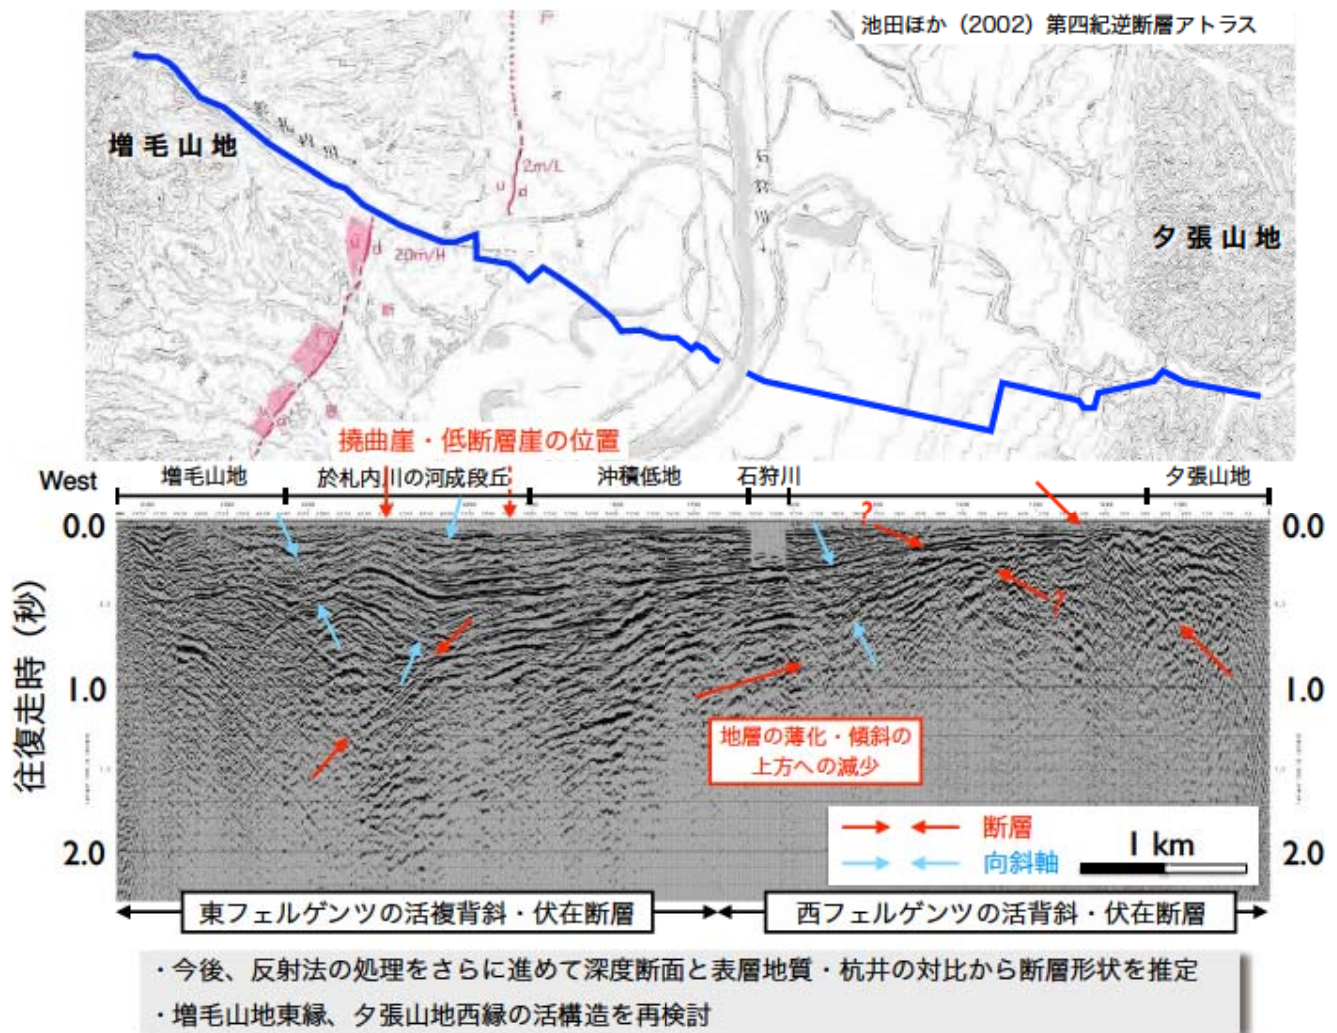 池田ほか（2002）第四紀逆断層アトラス
増毛山地
2m/L
u d
石狩川
夕張山地
u d 20m/H
撓曲崖・低断層崖の位置
West 増毛山地 於札内川の河成段丘 沖積低地 石狩川 夕張山地
0.0 0.0
?
?
往復走時（秒）
1.0 1.0
地層の薄化・傾斜の
上方への減少
断層
向斜軸
1 km
2.0 2.0
東フェルゲンツの活複背斜・伏在断層 西フェルゲンツの活背斜・伏在断層
・今後、反射法の処理をさらに進めて深度断面と表層地質・杭井の対比から断層形状を推定
・増毛山地東縁、夕張山地西縁の活構造を再検討